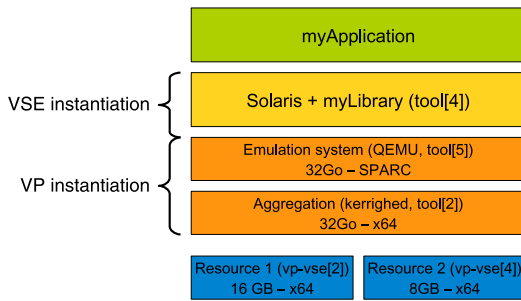 myApplication
VSE instantiation
Solaris + myLibrary (tool[4])
VP instantiation
Emulation system (QEMU, tool[5])
32Go – SPARC
Aggregation (kerrighed, tool[2])
32Go – x64
Resource 1 (vp-vse[2])
16 GB – x64
Resource 2 (vp-vse[4])
8GB – x64